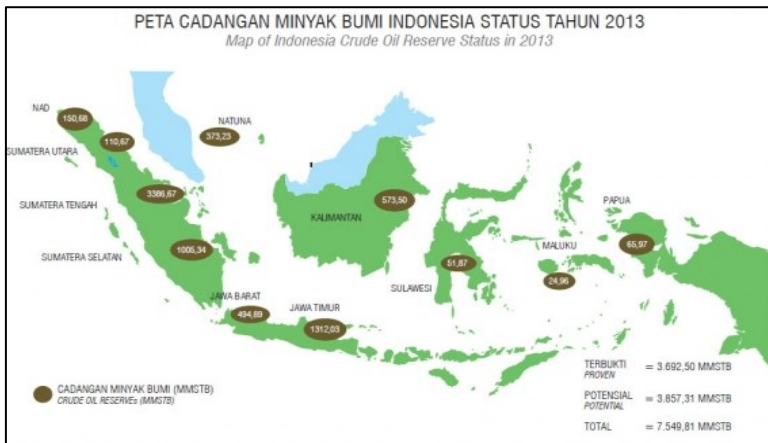 PETA CADANGAN MINYAK BUMI INDONESIA STATUS TAHUN 2013
Map of Indonesia Crude Oil Reserve Status in 2013
NAD
150,68
NATUNA
373,23
110,67
SUMATERA UTARA
3386,67
573,50
SUMATERA TENGAH
PAPUA
KALIMANTAN
1005,34
65,97
SUMATERA SELATAN
MALUKU
51,87
24,96
SULAWESI
JAWA BARAT
494,89
JAWA TIMUR
1312,03
TERBUKTI = 3.692,50 MMSTB
PROVEN
POTENSIAL = 3.857,31 MMSTB
POTENTIAL
TOTAL = 7.549,81 MMSTB
CADANGAN MINYAK BUMI (MMSTB)
CRUDE OIL RESERVEs (MMSTB)